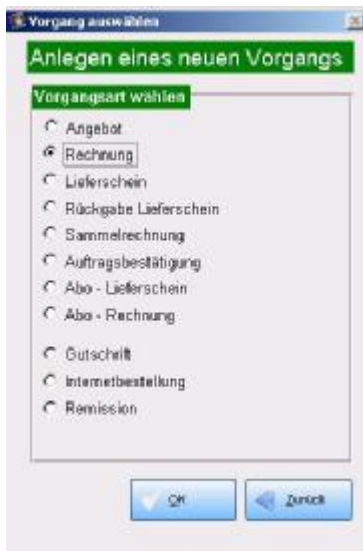 Vorgang auswählen
Anlegen eines neuen Vorgangs
Vorgangsart wählen
Angebot
Rechnung
Lieferschein
Rückgabe Lieferschein
Sammelrechnung
Auftragsbestätigung
Abo - Lieferschein
Abo - Rechnung
Gutschrift
Internetbestellung
Remission
OK
Zurück